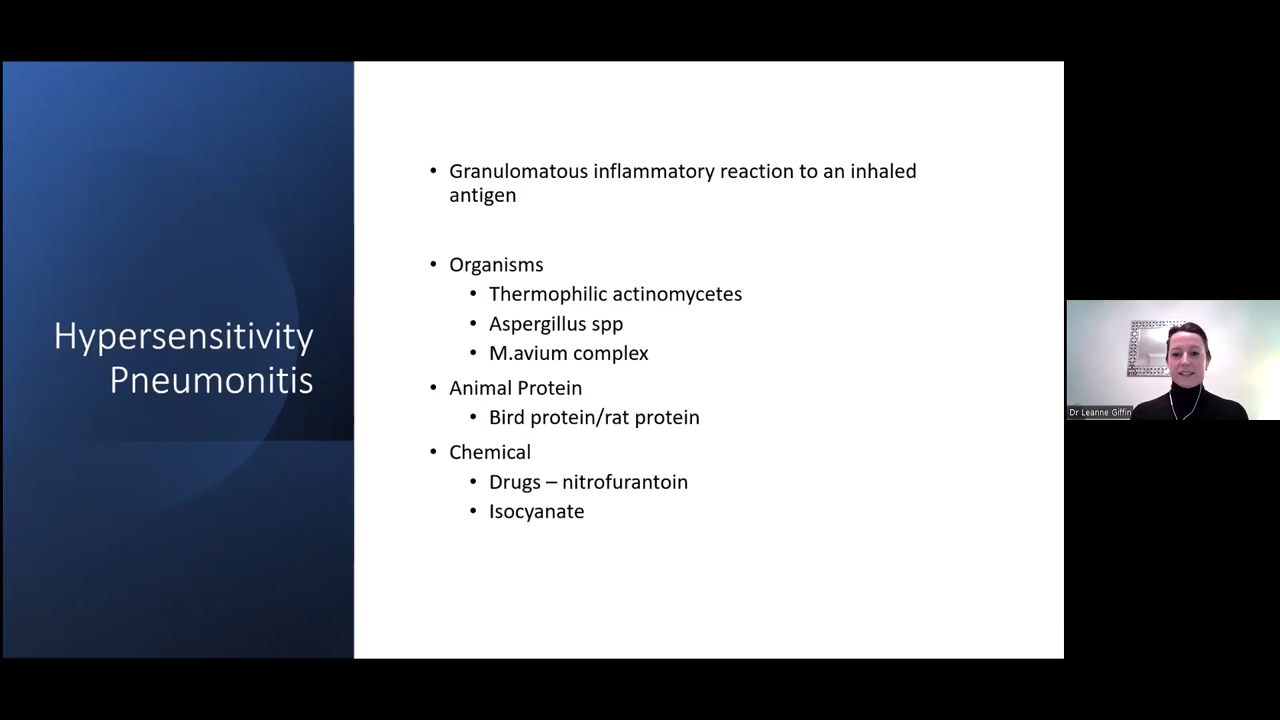 Hypersensitivity
Pneumonitis
• Granulomatous inflammatory reaction to an inhaled
antigen
• Organisms
• Thermophilic actinomycetes
• Aspergillus spp
• M.avium complex
• Animal Protein
• Bird protein/rat protein
• Chemical
• Drugs – nitrofurantoin
• Isocyanate
Dr Leanne Giffin